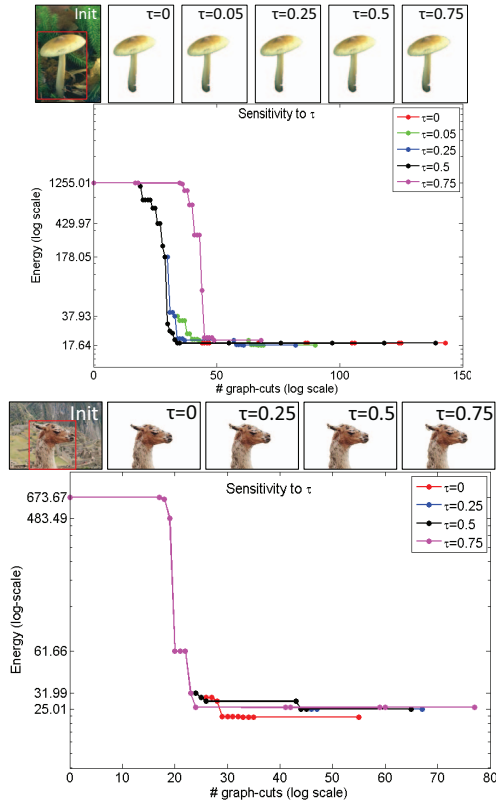 Init τ=0 τ=0.05 τ=0.25 τ=0.5 τ=0.75
Sensitivity to τ
τ=0
τ=0.05
τ=0.25
τ=0.5
τ=0.75
1255.01
429.97
178.05
37.93
17.64
Energy (log scale)
0 50 100 150
# graph-cuts (log scale)
Init τ=0 τ=0.25 τ=0.5 τ=0.75
Sensitivity to τ
τ=0
τ=0.25
τ=0.5
τ=0.75
673.67
483.49
61.66
31.99
25.01
Energy (log-scale)
0 10 20 30 40 50 60 70 80
# graph-cuts (log scale)